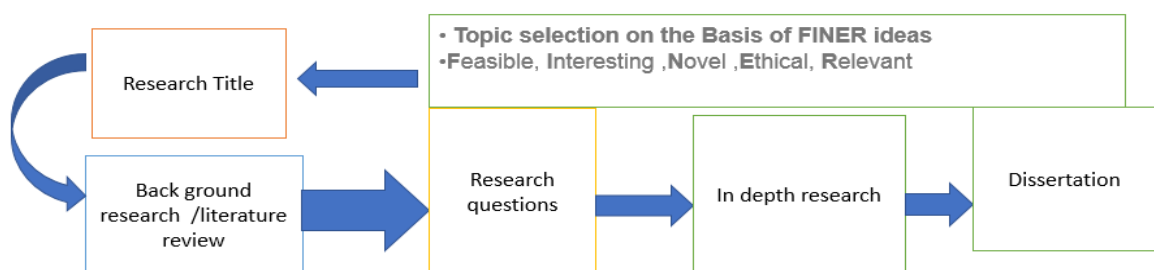 • Topic selection on the Basis of FINER ideas
•Feasible, Interesting ,Novel ,Ethical, Relevant
Research Title
Back ground
research /literature
review
Research
questions
In depth research
Dissertation